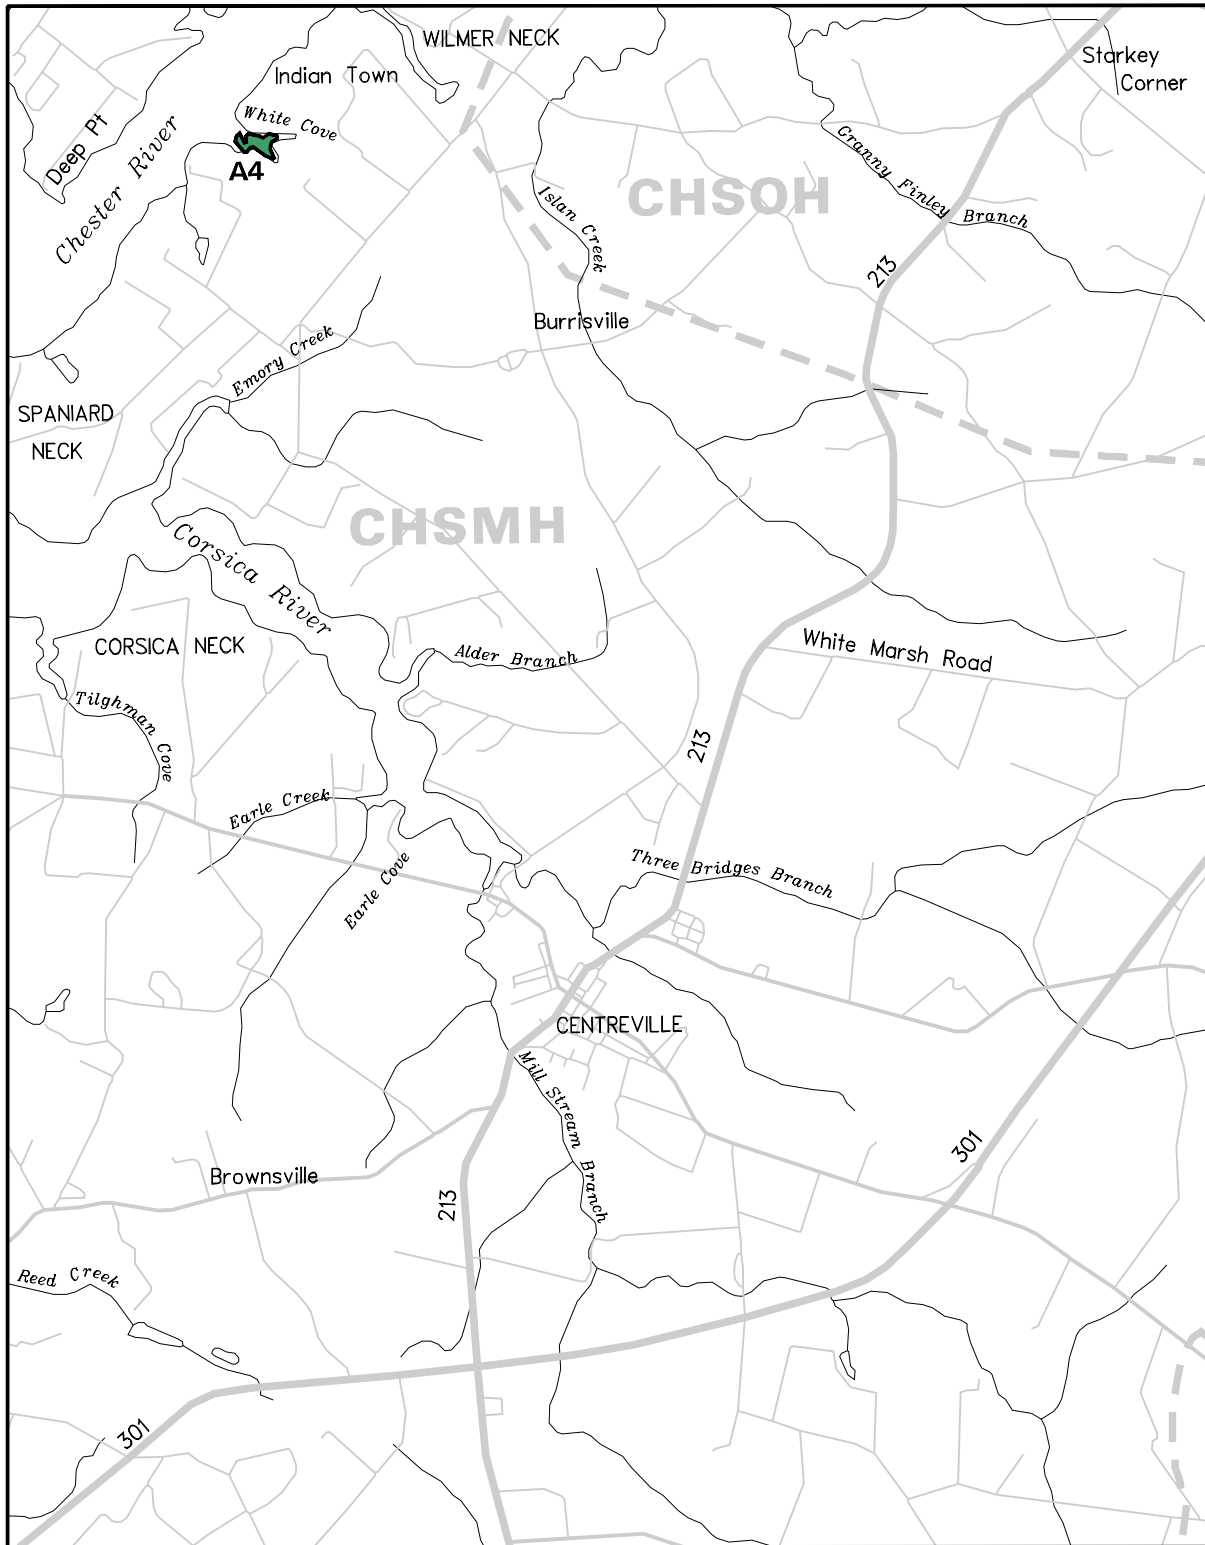 WILMER NECK
Starkey
Corner
Indian Town
White Cove
Deep Pt
Chester River
A4
Granny Finley Branch
CHSOH
Islan Creek
213
Burrisville
Emory Creek
SPANIARD
NECK
CHSMH
Corsica River
CORSICA NECK
Alder Branch
White Marsh Road
Tilghman Cove
213
Earle Creek
Earle Cove
Three Bridges Branch
CENTREVILLE
Mill Stream Branch
301
Brownsville
213
Reed Creek
301